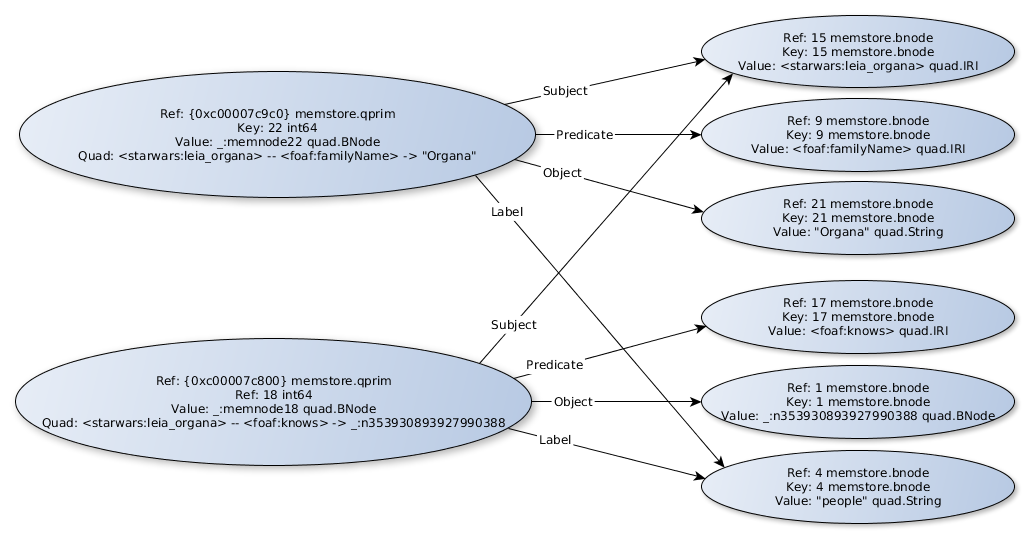 Ref: 15 memstore.bnode
Key: 15 memstore.bnode
Value: <starwars:leia_organa> quad.IRI
Subject
Ref: {0xc00007c9c0} memstore.qprim
Key: 22 int64
Value: _:memnode22 quad.BNode
Quad: <starwars:leia_organa> -- <foaf:familyName> -> "Organa"
Predicate
Ref: 9 memstore.bnode
Key: 9 memstore.bnode
Value: <foaf:familyName> quad.IRI
Object
Ref: 21 memstore.bnode
Key: 21 memstore.bnode
Value: "Organa" quad.String
Label
Subject
Ref: 17 memstore.bnode
Key: 17 memstore.bnode
Value: <foaf:knows> quad.IRI
Predicate
Ref: {0xc00007c800} memstore.qprim
Ref: 18 int64
Value: _:memnode18 quad.BNode
Quad: <starwars:leia_organa> -- <foaf:knows> -> _:n353930893927990388
Object
Ref: 1 memstore.bnode
Key: 1 memstore.bnode
Value: _:n353930893927990388 quad.BNode
Label
Ref: 4 memstore.bnode
Key: 4 memstore.bnode
Value: "people" quad.String